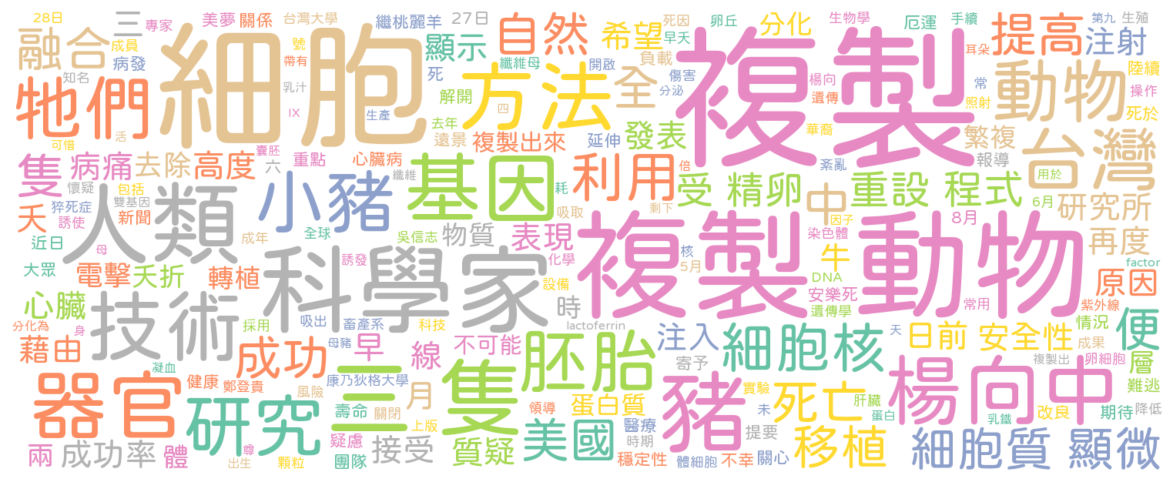 28日 三 專家 美夢 關係 台灣大學 繼桃麗羊 27日 自然 希望 死因 卵丘 分化 生物學 厄運 手續 第九 生殖
融合 成員 病發 號 帶有 細胞 顯示 纖維母 方法 開啟 負載 早夭 全 複製 耳朵 提高 注射
牠們 知名 乳汁 死 解開 傷害 分泌 楊向 遺傳 常 動物 陸續 操作
可惜 活 IX 生產 去年 四 遠景 複製出來 延伸 發表 華裔 照射 繁複 死於 台灣
隻 病痛 去除 高度 囊胚 六 重點 心臟病 纖維 基因 耗 倍 利用 受 精卵 紊亂 重設 程式 報導 用於
懷疑 包括 雙基因 人類 小豬 吸取 剩下 中 因子 6月 研究所
夭 猝死症 誘使 新聞 成年 全球 吳信志 物質 表現 複製 動物 染色體 8月 再度
近日 母 大眾 電擊 夭折 轉植 誘發 科學家 化學 設備 核 5月 牛 DNA 安樂死 遺傳學 常用 原因 factor
心臟 分化為 身 技術 採用 吸出 畜產系 科技 lactoferrin 時 注入 細胞核 天 日前 安全性 紫外線 情況 便
藉由 凝血 成功 母豬 早 線 不可能 胚胎 寄予 成果 複製出 卵細胞 層
器官 健康 鄭登貴 風險 康乃狄格大學 三 月 隻 蛋白質 豬 實驗 未 死亡 肝臟 楊向中 難逃
研究 壽命 關閉 上版 領導 美國 醫療 蛋白 乳鐵 改良 期待 降低
兩 成功率 體 尊 出生 顆粒 疑慮 團隊 接受 質疑 時期 穩定性 體細胞 不幸 提要 關心 移植 細胞質 顯微